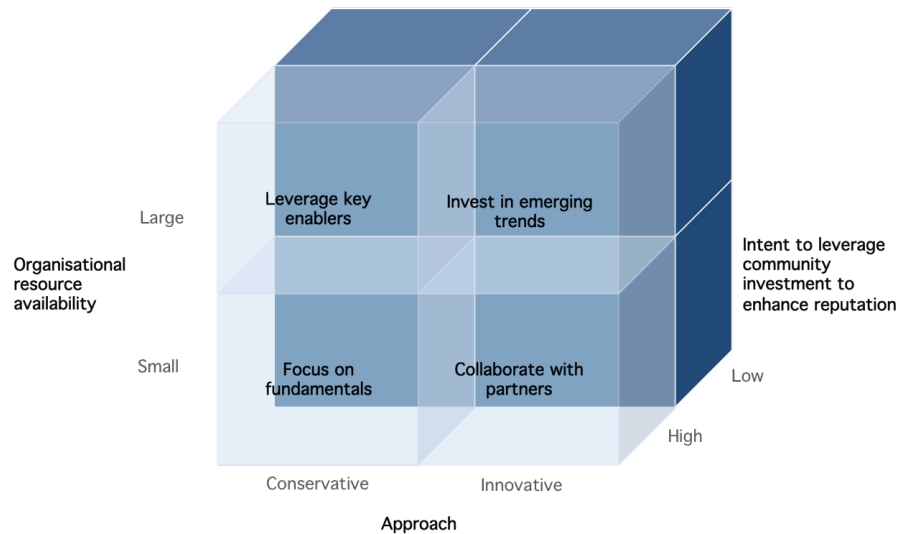 Leverage key
enablers
Invest in emerging
trends
Large
Organisational
resource
availability
Intent to leverage
community
investment to
enhance reputation
Small
Focus on
fundamentals
Collaborate with
partners
Low
High
Conservative
Innovative
Approach